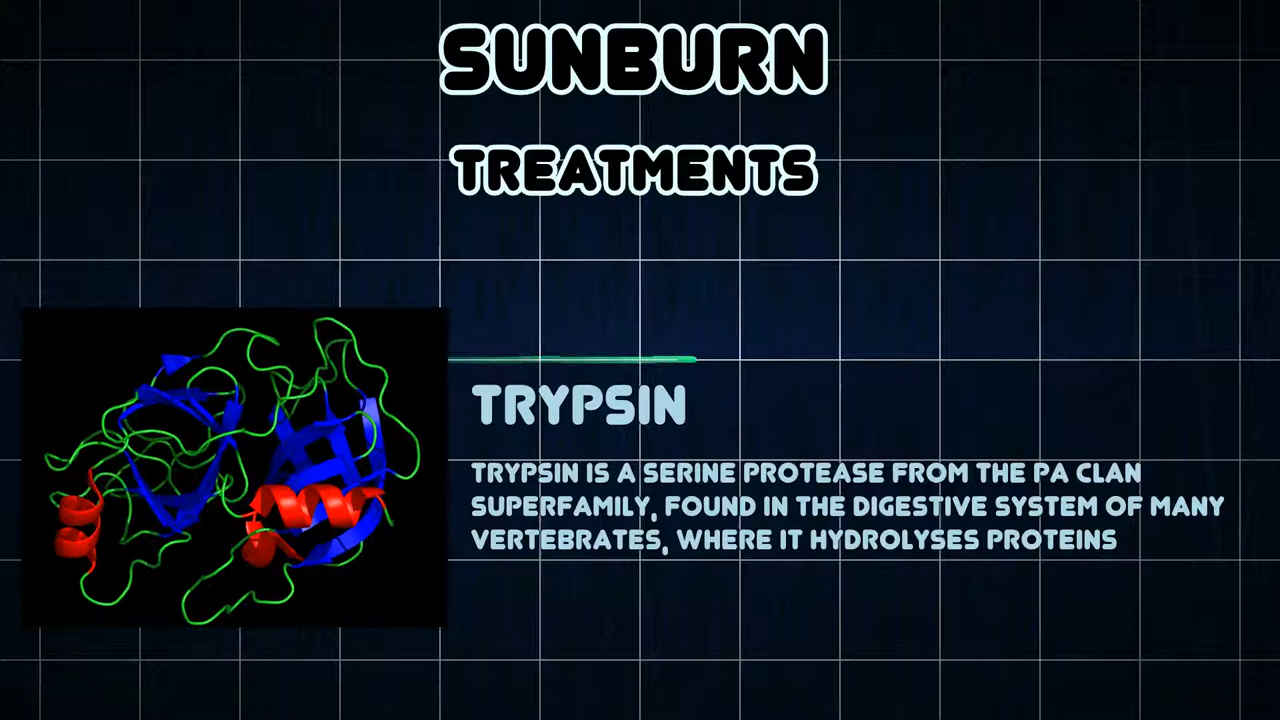 SUNBURN
TREATMENTS
TRYPSIN
TRYPSIN IS A SERINE PROTEASE FROM THE PA CLAN
SUPERFAMILY, FOUND IN THE DIGESTIVE SYSTEM OF MANY
VERTEBRATES, WHERE IT HYDROLYSES PROTEINS